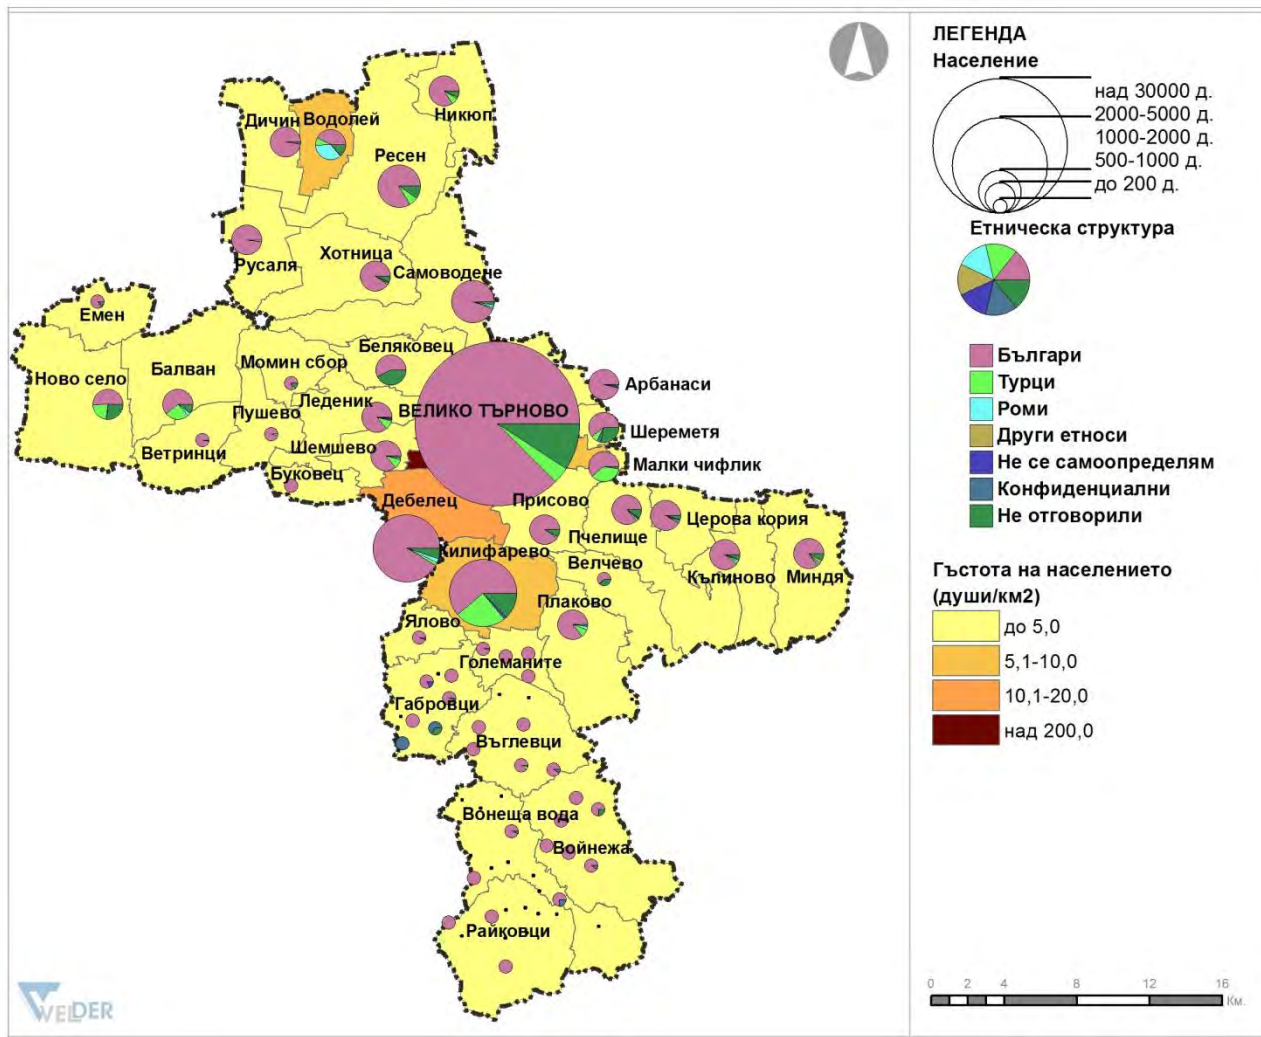 Никюп
Дичин
Водолей
Ресен
Русаля
Хотница
Самоводене
Емен
Ново село
Балван
Момин сбор
Беляковец
Пушево
Леденик
ВЕЛИКО ТЪРНОВО
Арбанаси
Ветринци
Шемшево
Шереметя
Буковец
Малки чифлик
Дебелец
Присово
Пчелище
Церова кория
Килифарево
Велчево
Къпиново
Миндя
Плаково
Ялово
Големаните
Габровци
Въглевци
Вонеща вода
Войнежа
Райковци
WELDER
ЛЕГЕНДА
Население
над 30000 д.
2000-5000 д.
1000-2000 д.
500-1000 д.
до 200 д.
Етническа структура
Българи
Турци
Роми
Други етноси
Не се самоопределям
Конфиденциални
Не отговорили
Гъстота на населението
(души/км2)
до 5,0
5,1-10,0
10,1-20,0
над 200,0
0 2 4 8 12 16
Км.